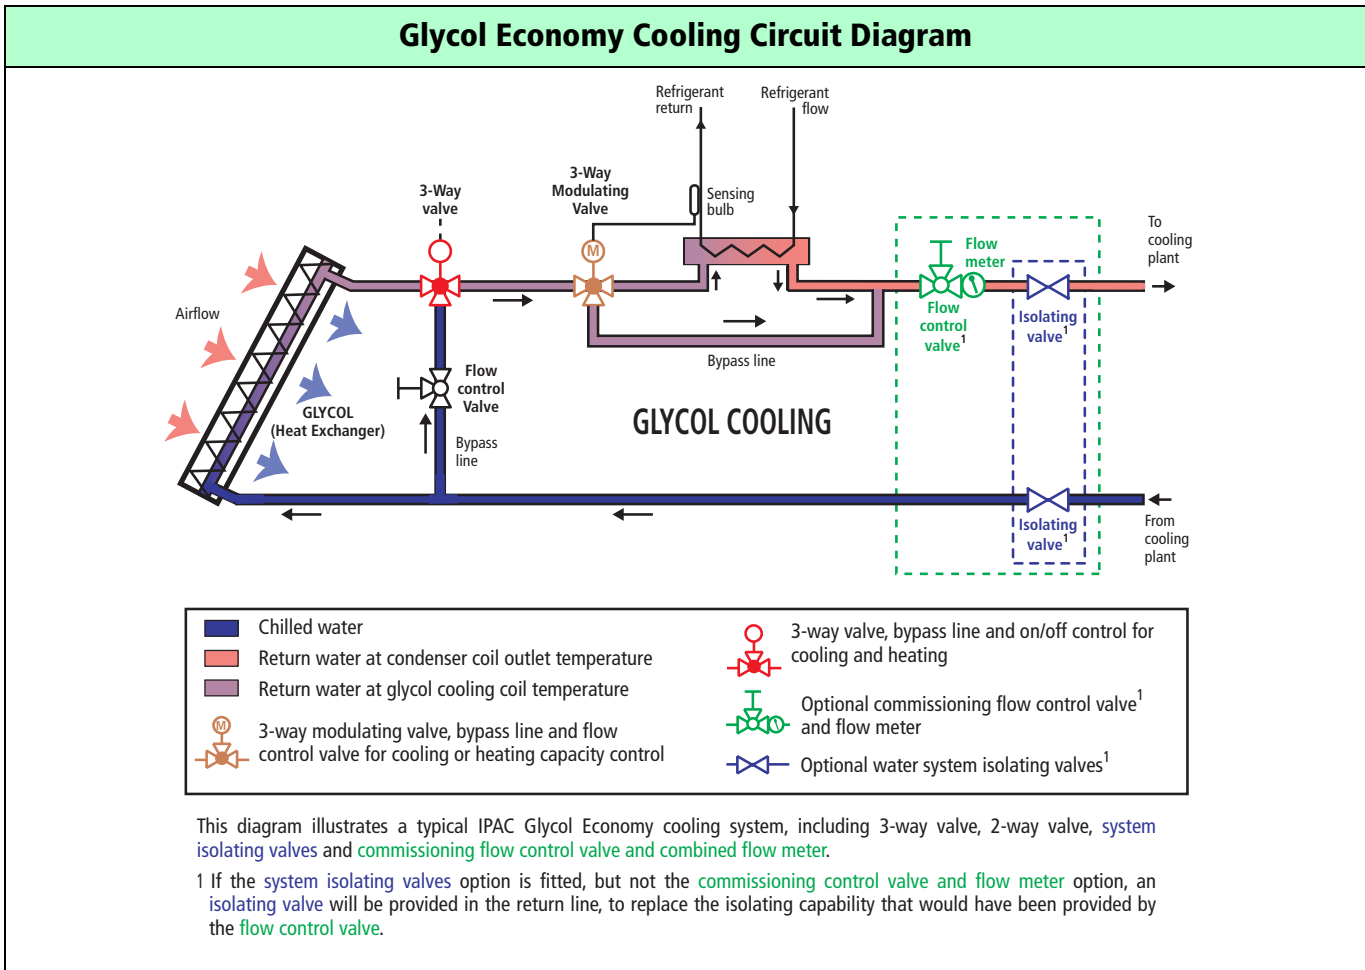 Glycol Economy Cooling Circuit Diagram
Refrigerant
return
Refrigerant
flow
3-Way
valve
3-Way
Modulating
Valve
Sensing
bulb
M
Flow
meter
To
cooling
plant
Airflow
Flow
control
valve1
Isolating
valve1
Bypass line
Flow
control
Valve
GLYCOL
(Heat Exchanger)
GLYCOL COOLING
Bypass
line
Isolating
valve1
From
cooling
plant
Chilled water
Return water at condenser coil outlet temperature
Return water at glycol cooling coil temperature
M
3-way modulating valve, bypass line and flow
control valve for cooling or heating capacity control
3-way valve, bypass line and on/off control for
cooling and heating
Optional commissioning flow control valve1
and flow meter
Optional water system isolating valves1
This diagram illustrates a typical IPAC Glycol Economy cooling system, including 3-way valve, 2-way valve, system
isolating valves and commissioning flow control valve and combined flow meter.
1 If the system isolating valves option is fitted, but not the commissioning control valve and flow meter option, an
isolating valve will be provided in the return line, to replace the isolating capability that would have been provided by
the flow control valve.